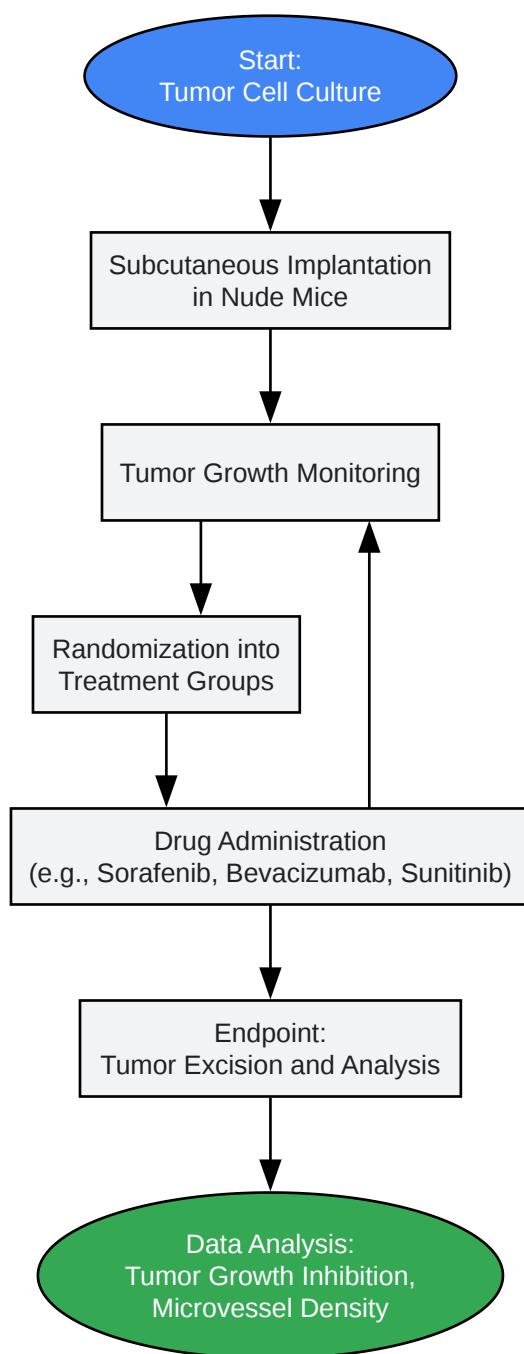 Start:
Tumor Cell Culture
Subcutaneous Implantation
in Nude Mice
Tumor Growth Monitoring
Randomization into
Treatment Groups
Drug Administration
(e.g., Sorafenib, Bevacizumab, Sunitinib)
Endpoint:
Tumor Excision and Analysis
Data Analysis:
Tumor Growth Inhibition,
Microvessel Density